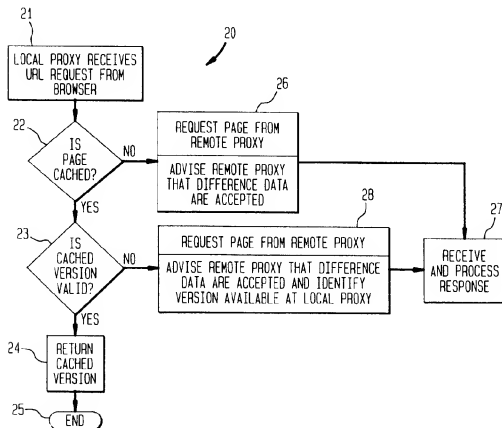 21
LOCAL PROXY RECEIVES
URL REQUEST FROM
BROWSER
20
22
IS
PAGE
CACHED?
NO
YES
26
REQUEST PAGE FROM
REMOTE PROXY
ADVISE REMOTE PROXY
THAT DIFFERENCE DATA
ARE ACCEPTED
23
IS
CACHED
VERSION
VALID?
NO
YES
28
REQUEST PAGE FROM REMOTE PROXY
ADVISE REMOTE PROXY THAT DIFFERENCE
DATA ARE ACCEPTED AND IDENTIFY
VERSION AVAILABLE AT LOCAL PROXY
27
RECEIVE
AND PROCESS
RESPONSE
24
RETURN
CACHED
VERSION
25
END